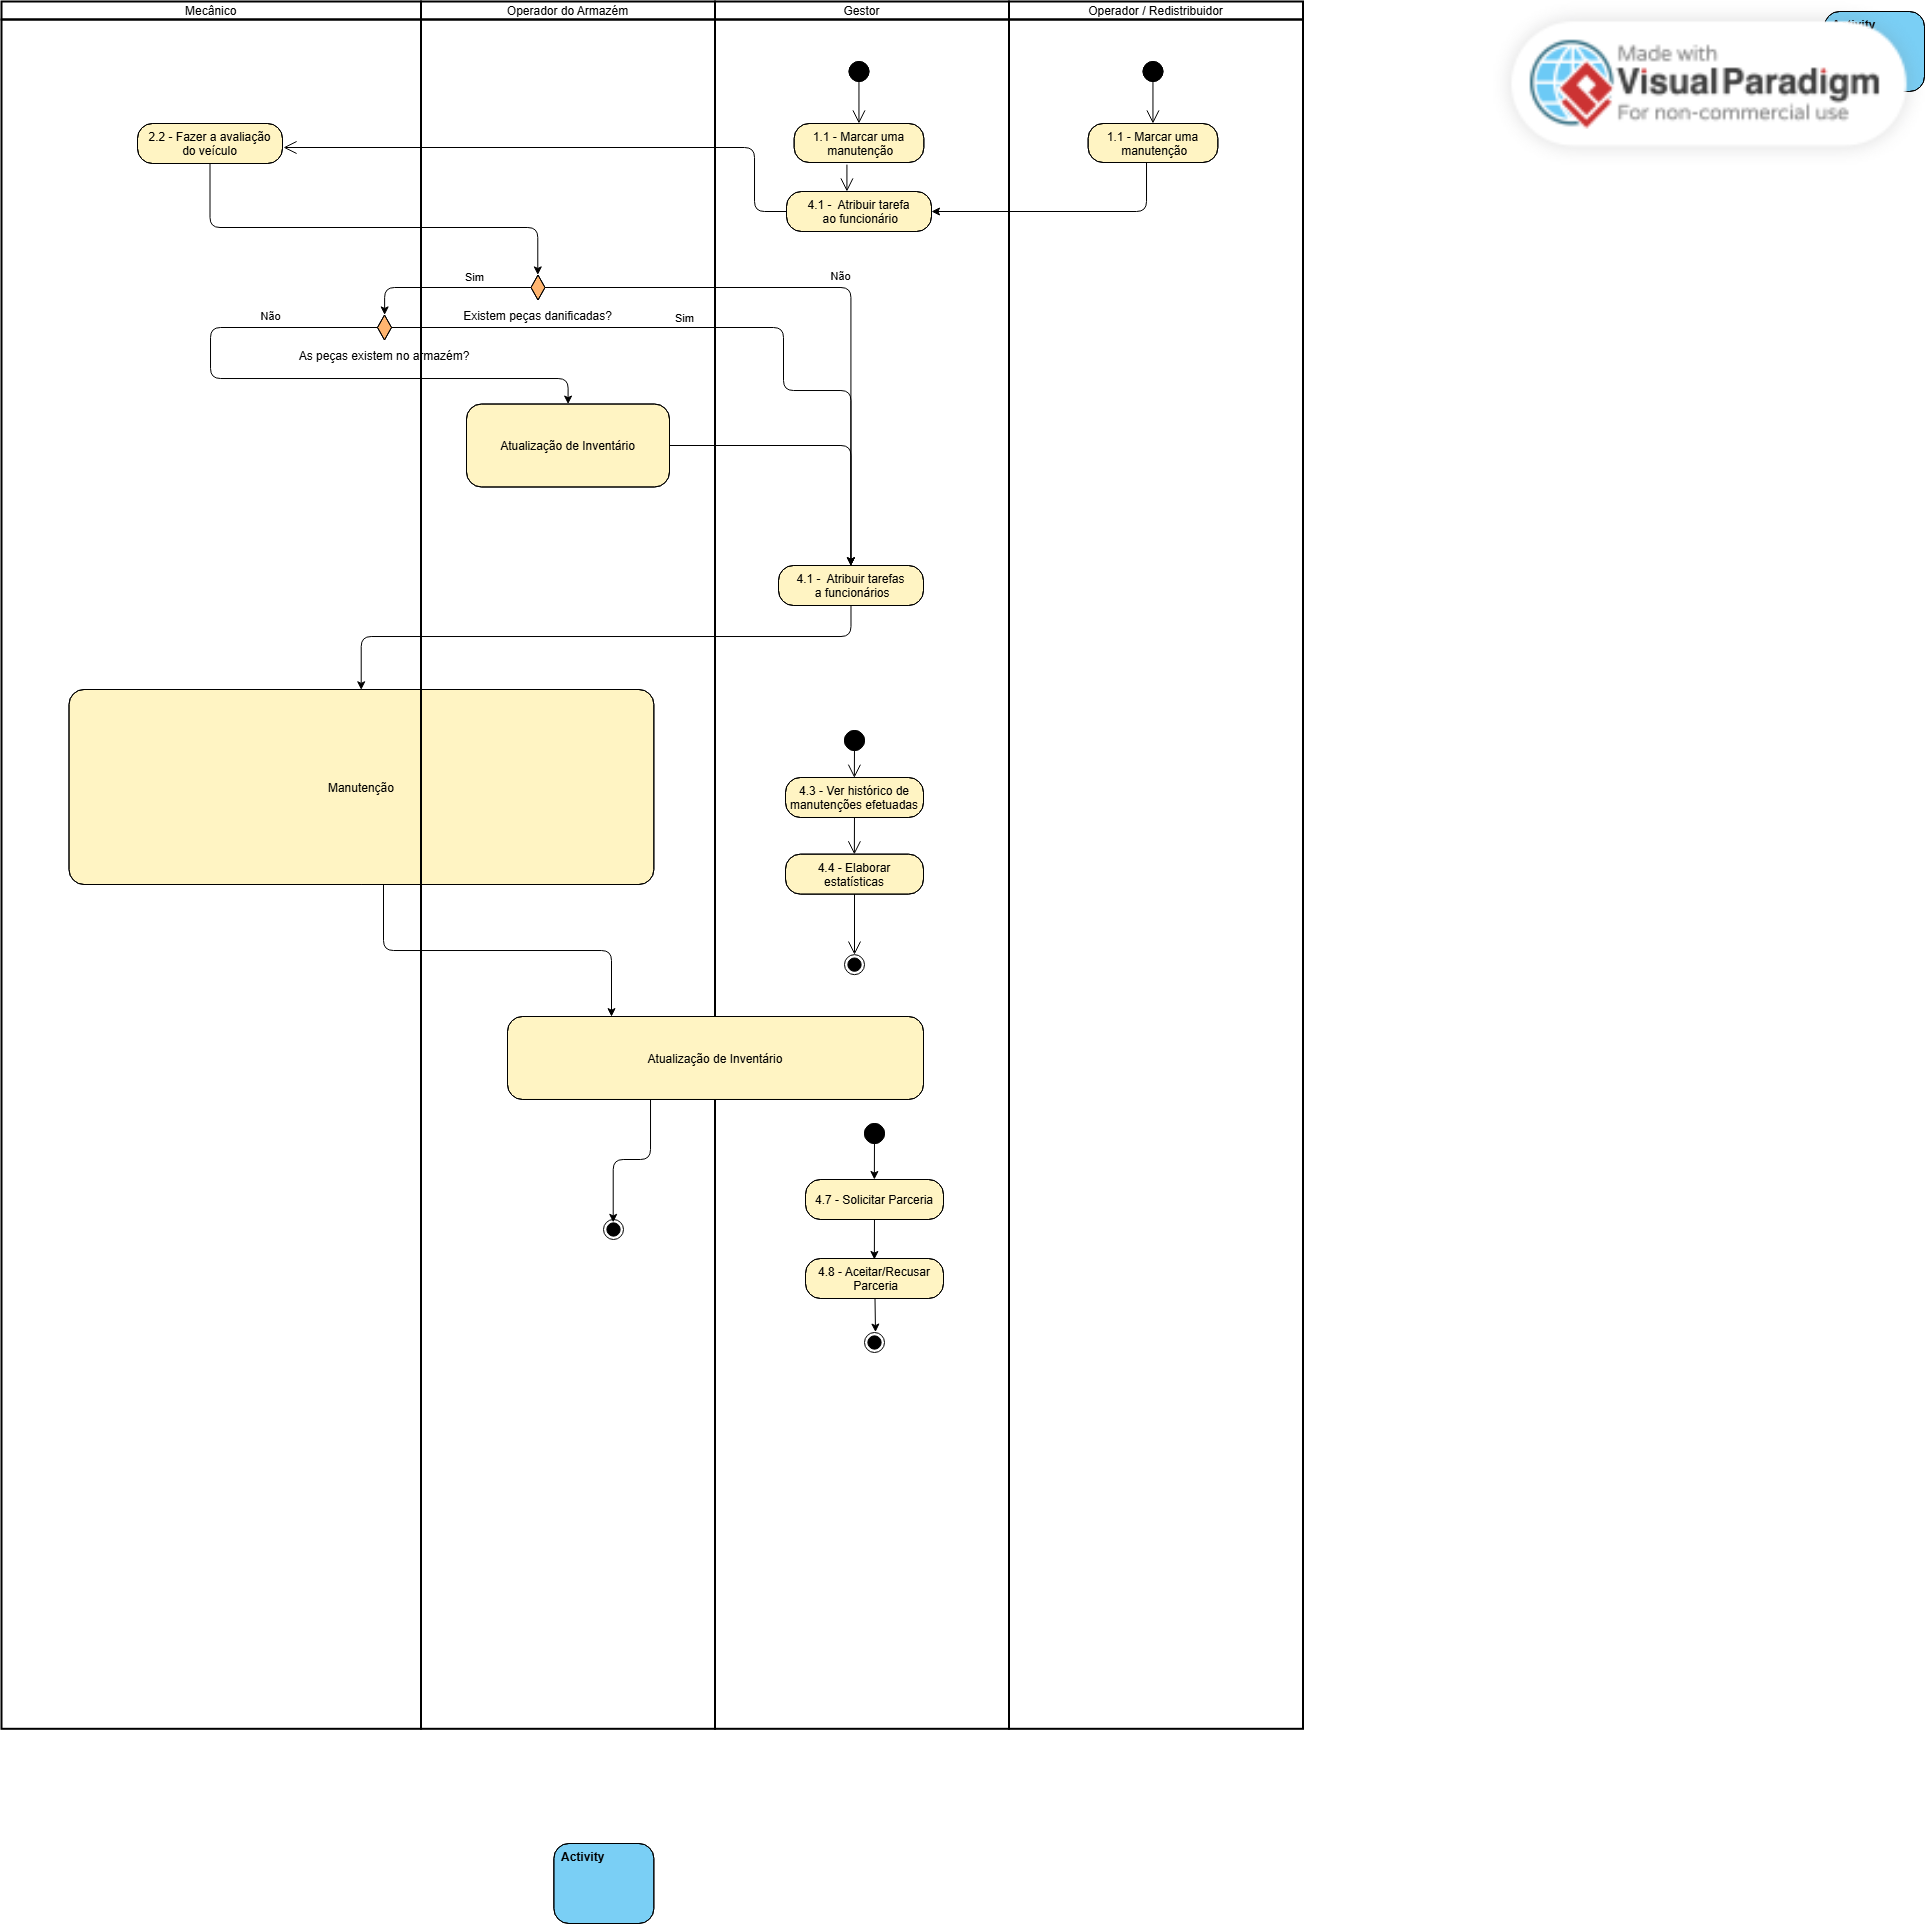 Mecânico
Operador do Armazém
Gestor
Operador / Redistribuidor
Activity
Made with
Visual Paradigm
For non-commercial use
2.2 - Fazer a avaliação
do veículo
1.1 - Marcar uma
manutenção
1.1 - Marcar uma
manutenção
4.1 - Atribuir tarefa
ao funcionário
Sim
Não
Não
Existem peças danificadas?
Sim
As peças existem no armazém?
Atualização de Inventário
4.1 - Atribuir tarefas
a funcionários
Manutenção
4.3 - Ver histórico de
manutenções efetuadas
4.4 - Elaborar
estatísticas
Atualização de Inventário
4.7 - Solicitar Parceria
4.8 - Aceitar/Recusar
Parceria
Activity